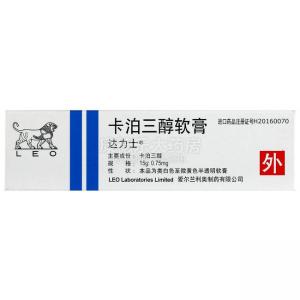 进口药品注册证号H20160070
卡泊三醇软膏
达力士®
LEO
主要成份：卡泊三醇
规格：15g:0.75mg
性状：本品为类白色至微黄色半透明软膏
LEO Laboratories Limited 爱尔兰利奥制药有限公司
外